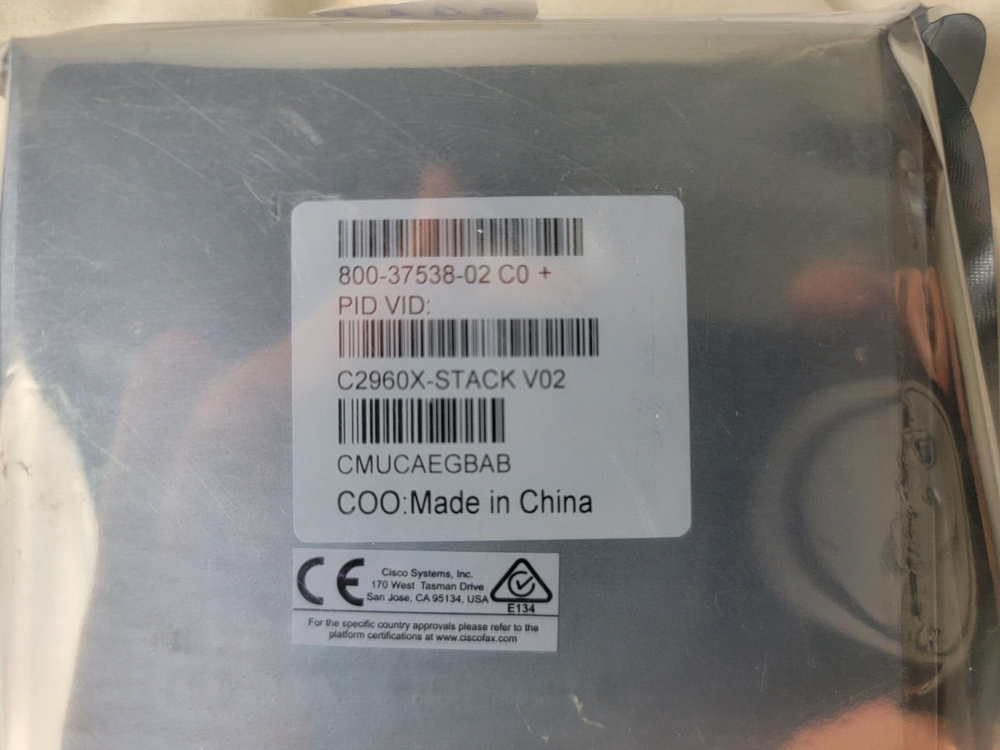 800-37538-02 C0 +
PID VID:
C2960X-STACK V02
CMUCAEGBAB
COO:Made in China
CE
Cisco Systems, Inc.
170 West Tasman Drive
San Jose, CA 95134, USA
E134
For the specific country approvals please refer to the
platform certifications at www.ciscofax.com